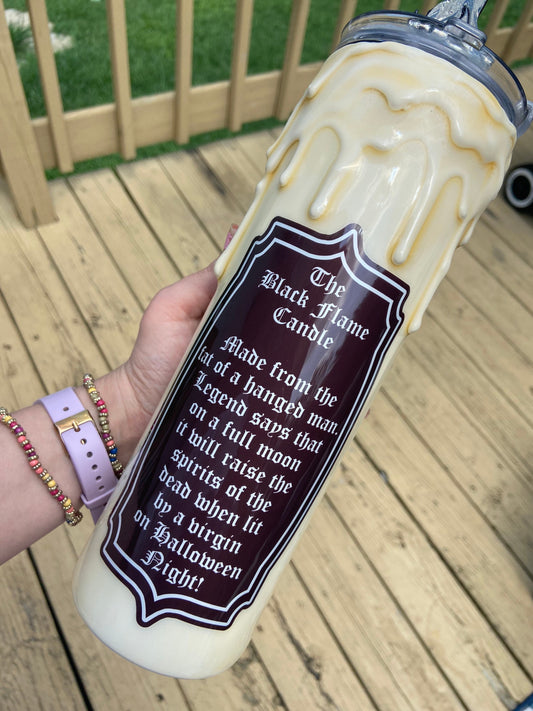 The
Black Flame
Candle
Made from the
fat of a hanged man
Legend says that
on a full moon
it will raise the
spirits of the
dead when lit
by a virgin
on Halloween
Night!